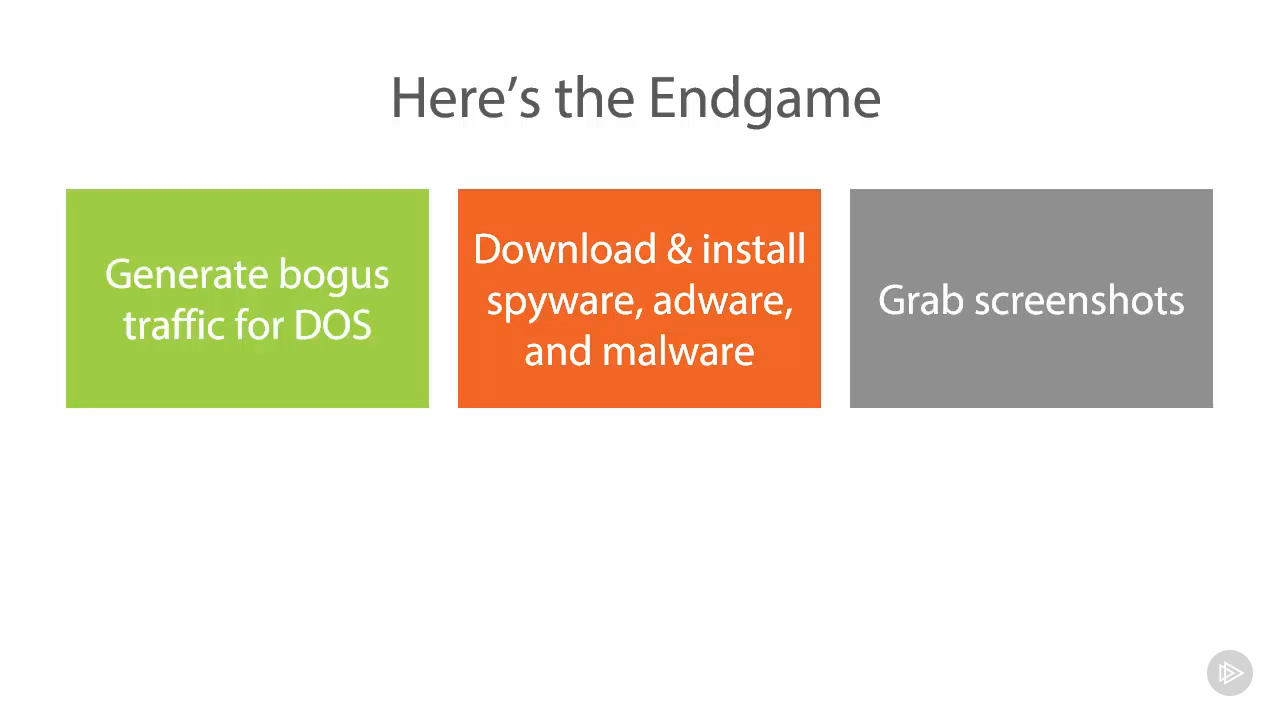 Here’s the Endgame
Generate bogus
traffic for DOS
Download & install
spyware, adware,
and malware
Grab screenshots